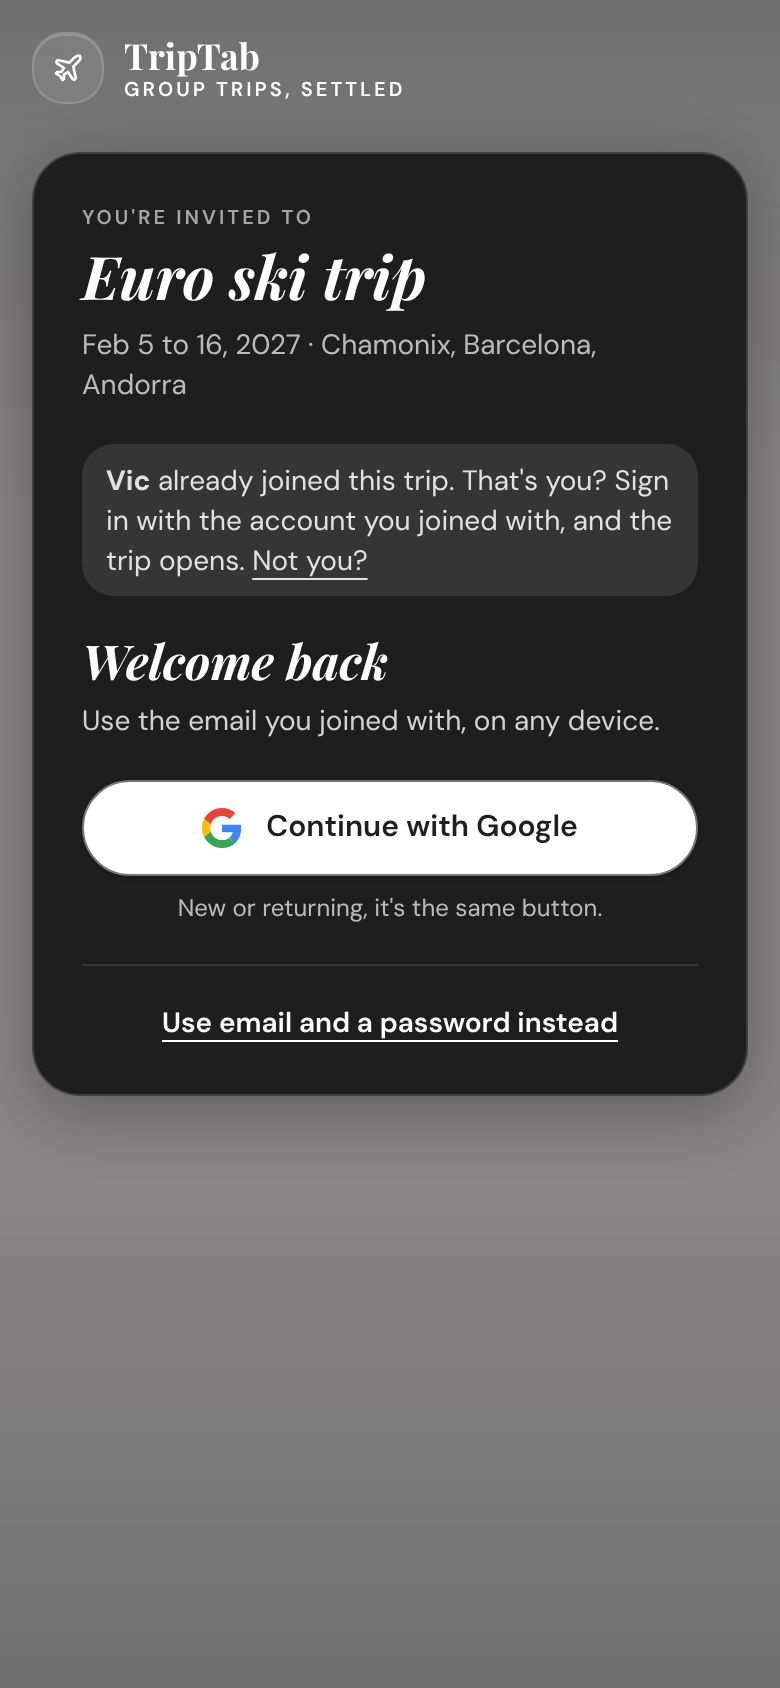 TripTab
GROUP TRIPS, SETTLED
YOU'RE INVITED TO
Euro ski trip
Feb 5 to 16, 2027 · Chamonix, Barcelona,
Andorra
Vic already joined this trip. That's you? Sign
in with the account you joined with, and the
trip opens. Not you?
Welcome back
Use the email you joined with, on any device.
Continue with Google
New or returning, it's the same button.
Use email and a password instead